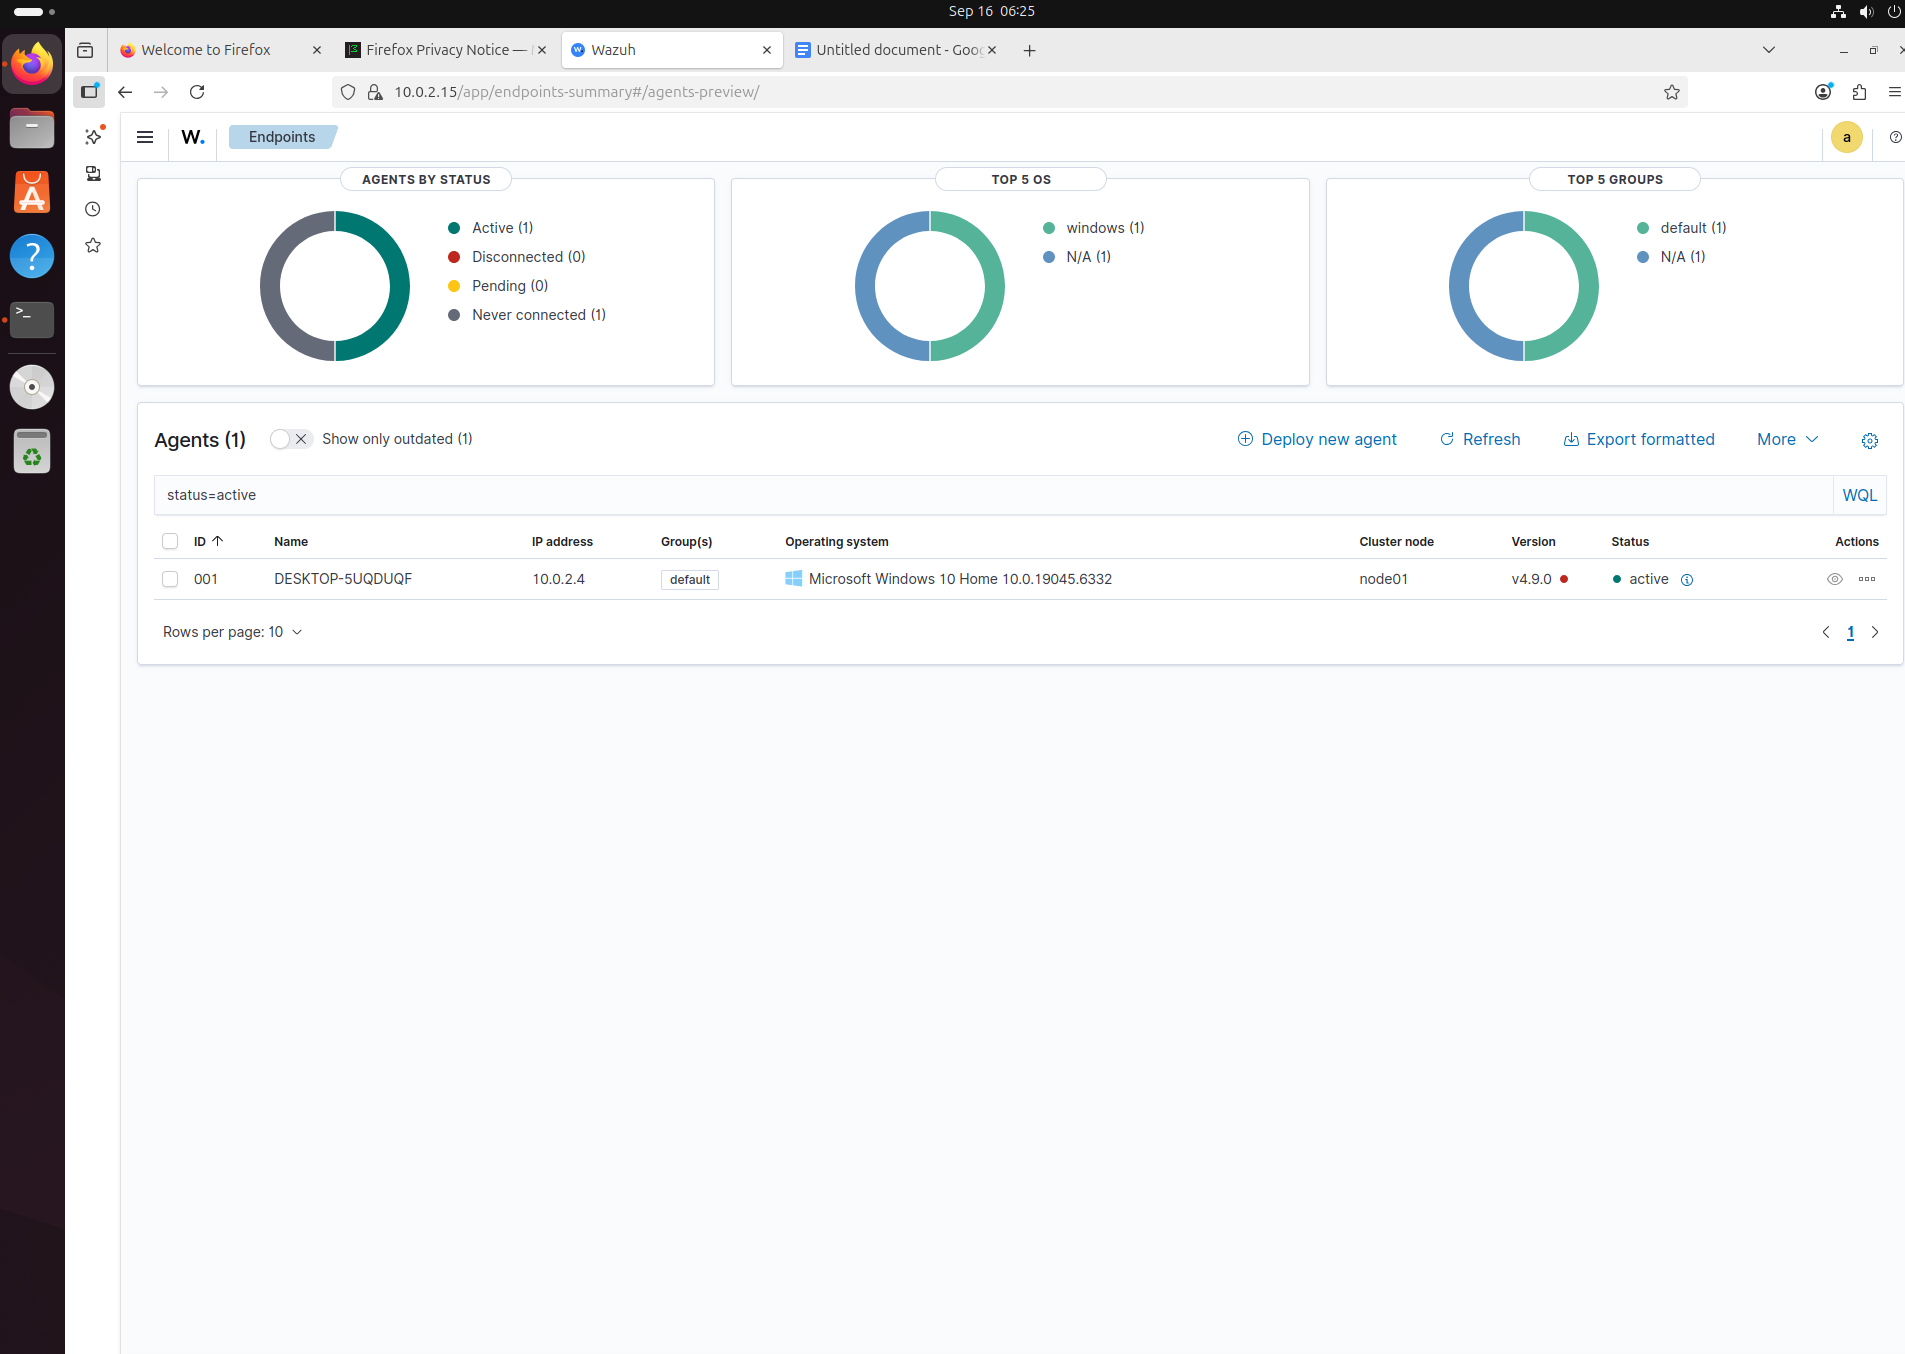 Sep 16 06:25
Welcome to Firefox
Firefox Privacy Notice —
Wazuh
Untitled document - Goog
10.0.2.15/app/endpoints-summary#/agents-preview/
W.
Endpoints
a
AGENTS BY STATUS
Active (1)
Disconnected (0)
Pending (0)
Never connected (1)
TOP 5 OS
windows (1)
N/A (1)
TOP 5 GROUPS
default (1)
N/A (1)
Agents (1)
Show only outdated (1)
Deploy new agent
Refresh
Export formatted
More
status=active
WQL
ID Name IP address Group(s) Operating system Cluster node Version Status Actions
001 DESKTOP-5UQDUQF 10.0.2.4 default Microsoft Windows 10 Home 10.0.19045.6332 node01 v4.9.0 active
Rows per page: 10
1